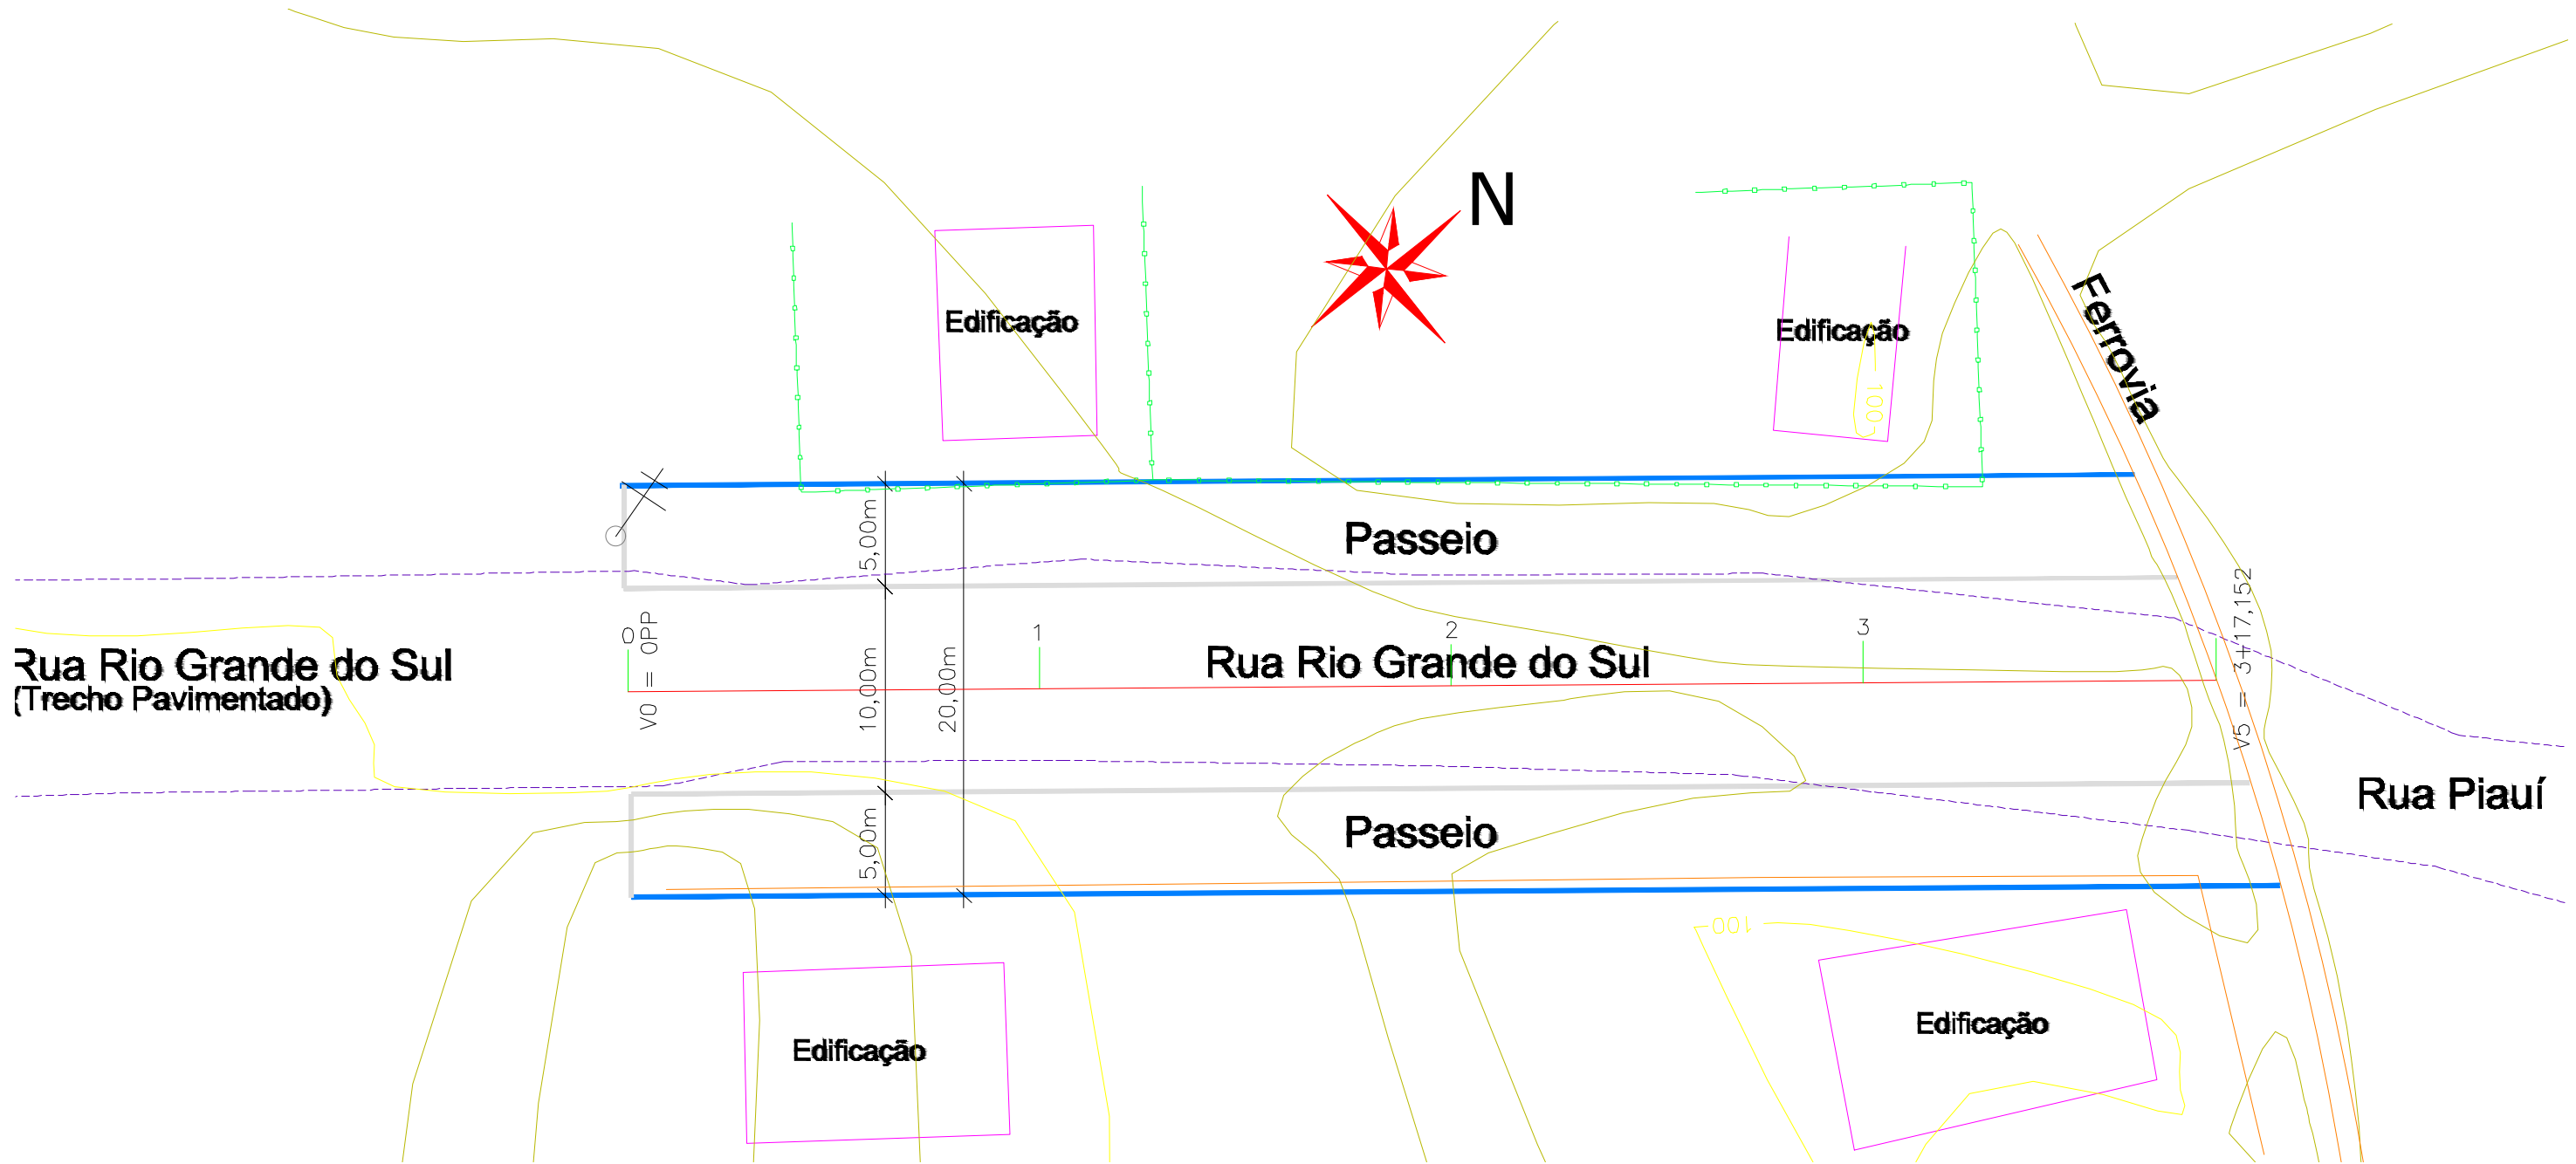 N
Edificação
Edificação
100
Ferrovia
5,00m
Passeio
0
V0 = 0PP
1
2
3
V5 = 3+17,152
Rua Rio Grande do Sul
(Trecho Pavimentado)
10,00m
20,00m
Rua Rio Grande do Sul
Rua Piauí
5,00m
Passeio
100
Edificação
Edificação